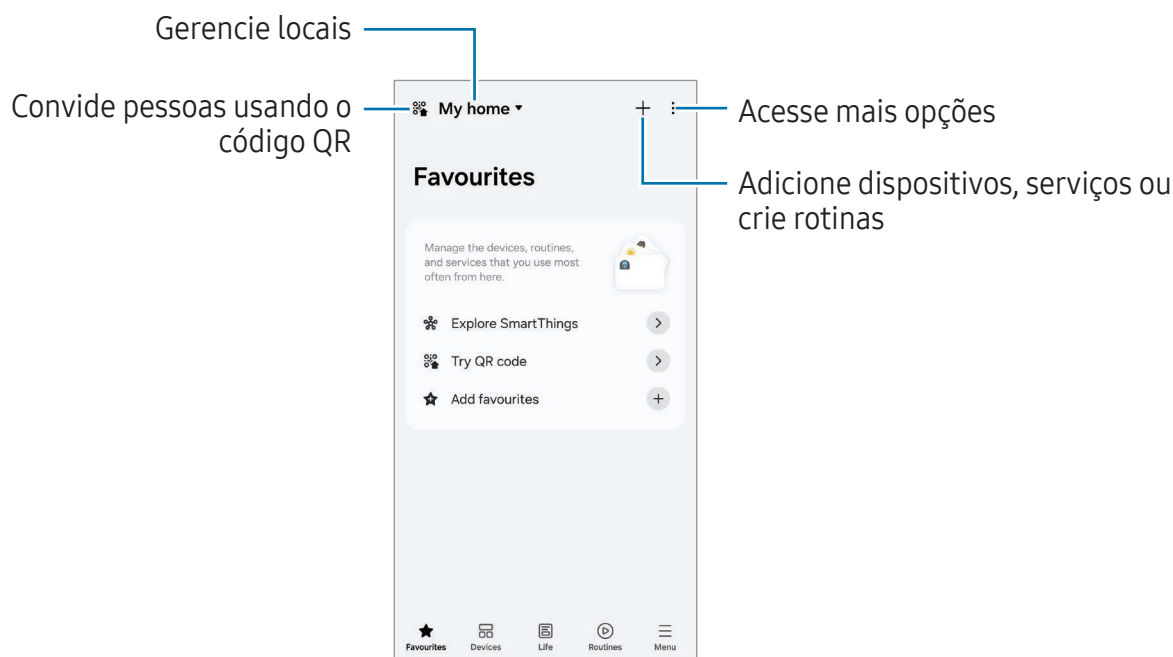 Gerencie locais
Convide pessoas usando o
código QR
My home
Acesse mais opções
Adicione dispositivos, serviços ou
crie rotinas
Favourites
Manage the devices, routines,
and services that you use most
often from here.
Explore SmartThings
Try QR code
Add favourites
Favourites Devices Life Routines Menu